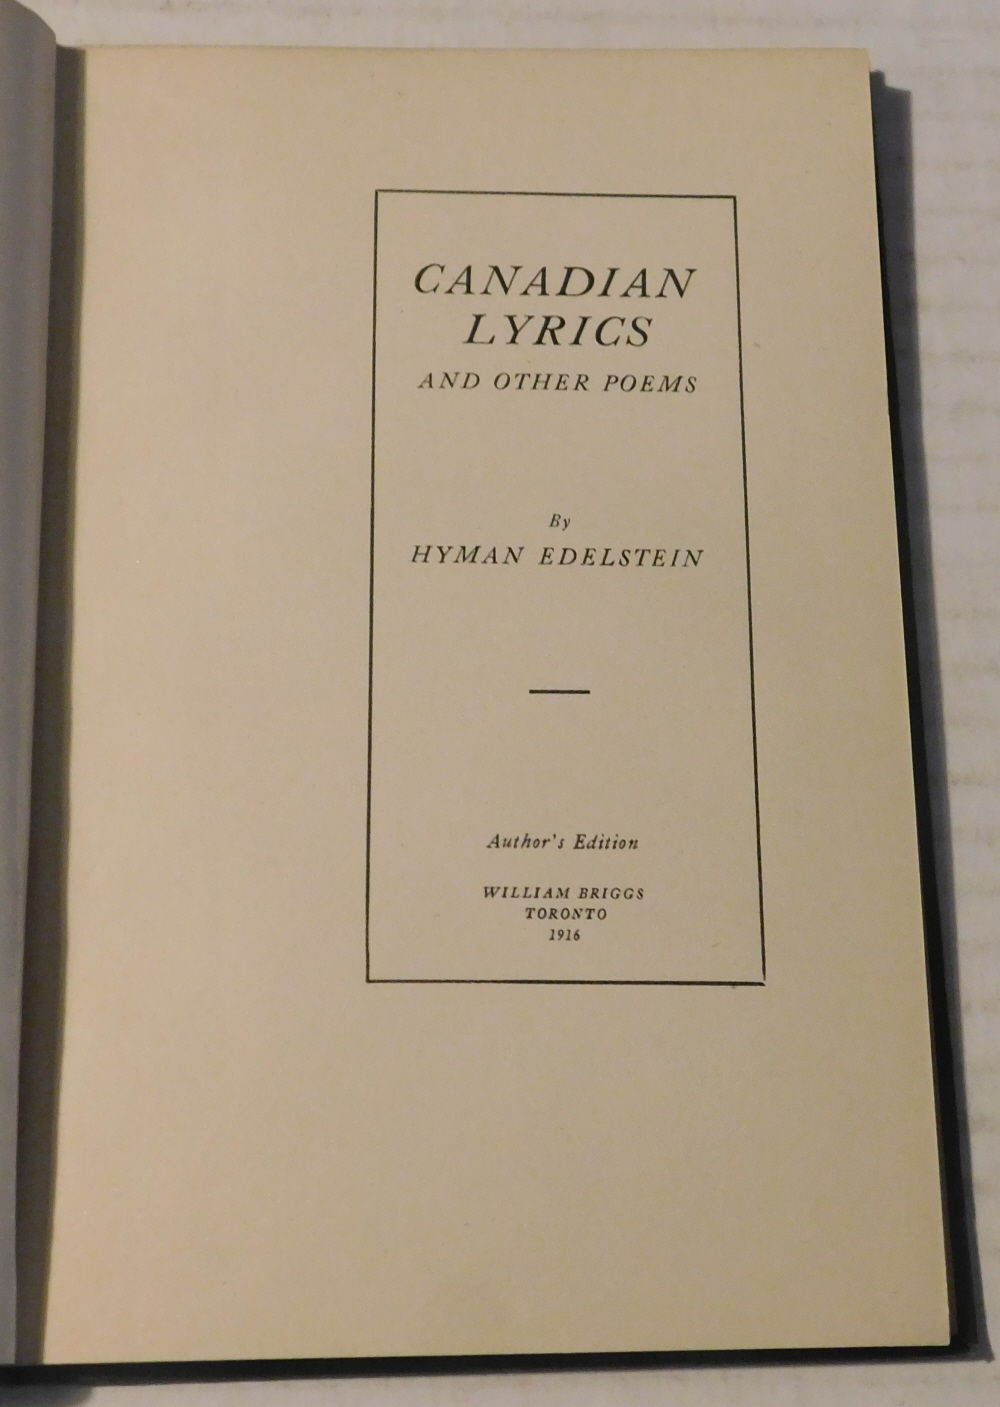 CANADIAN
LYRICS
AND OTHER POEMS
By
HYMAN EDELSTEIN
Author's Edition
WILLIAM BRIGGS
TORONTO
1916